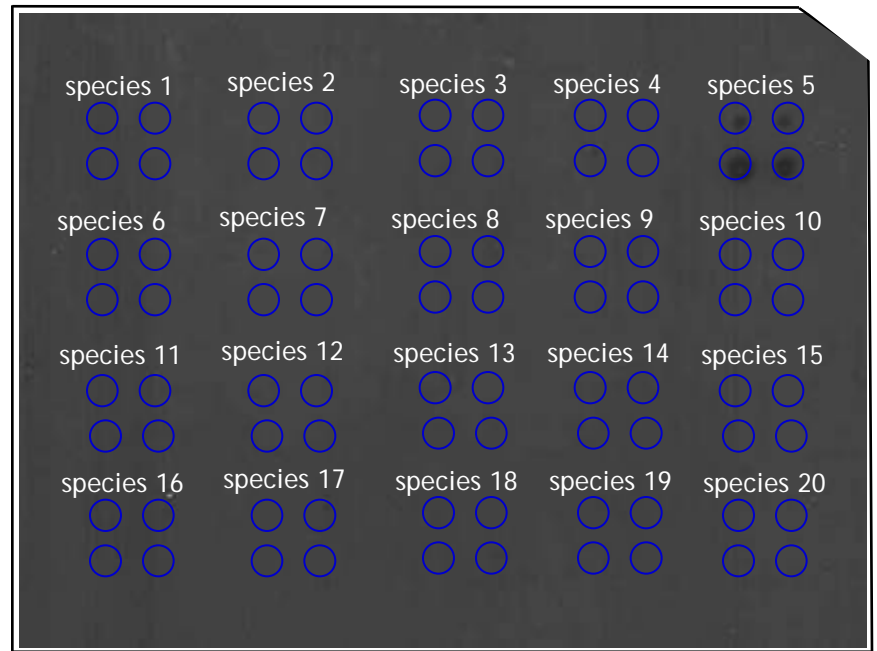 species 1 species 2 species 3 species 4 species 5
species 6 species 7 species 8 species 9 species 10
species 11 species 12 species 13 species 14 species 15
species 16 species 17 species 18 species 19 species 20